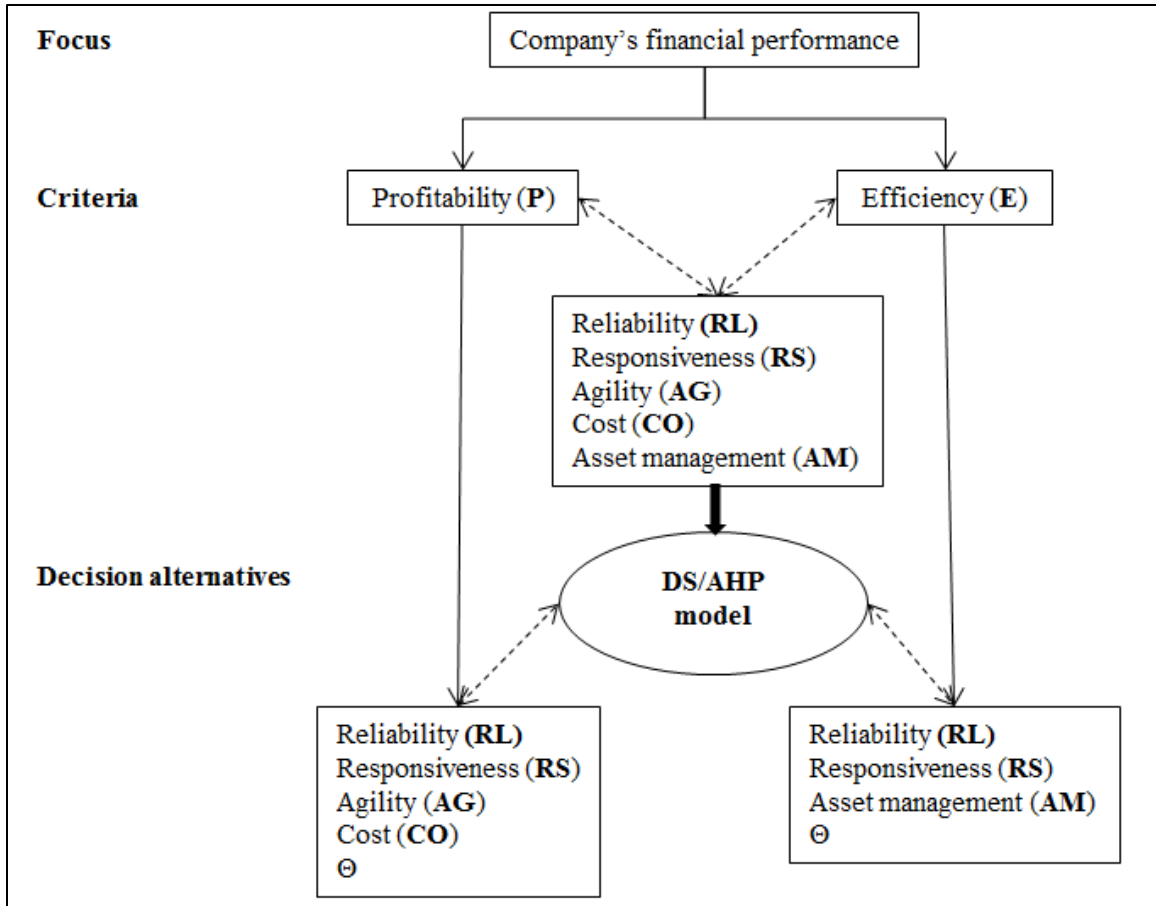 Focus
Company's financial performance
Criteria
Profitability (P)
Efficiency (E)
Reliability (RL)
Responsiveness (RS)
Agility (AG)
Cost (CO)
Asset management (AM)
Decision alternatives
DS/AHP
model
Reliability (RL)
Responsiveness (RS)
Agility (AG)
Cost (CO)
Θ
Reliability (RL)
Responsiveness (RS)
Asset management (AM)
Θ